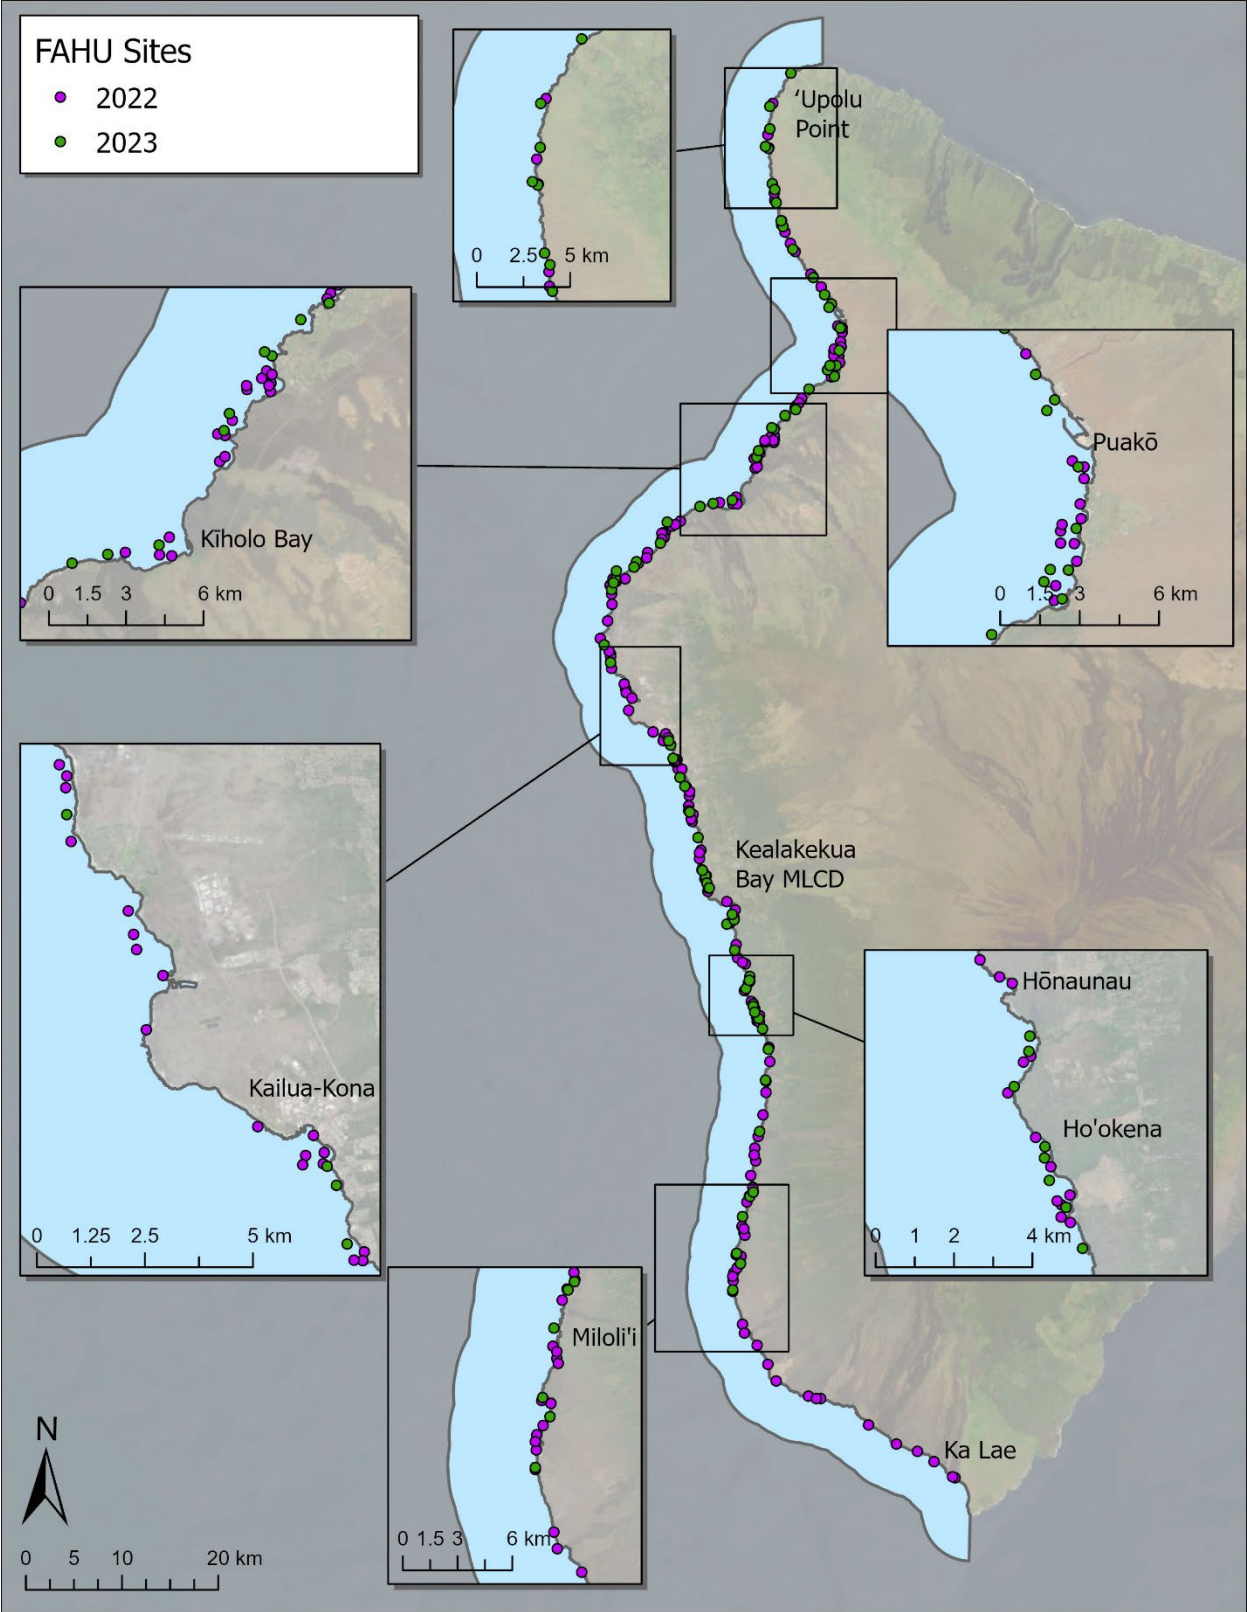 FAHU Sites
2022
2023
ʻUpolu
Point
0 2.5 5 km
Kīholo Bay
0 1.5 3 6 km
Puakō
0 1.5 3 6 km
Kailua-Kona
0 1.25 2.5 5 km
Kealakekua
Bay MLCD
Hōnaunau
Ho'okena
0 1 2 4 km
Miloli'i
0 1.5 3 6 km
Ka Lae
N
0 5 10 20 km